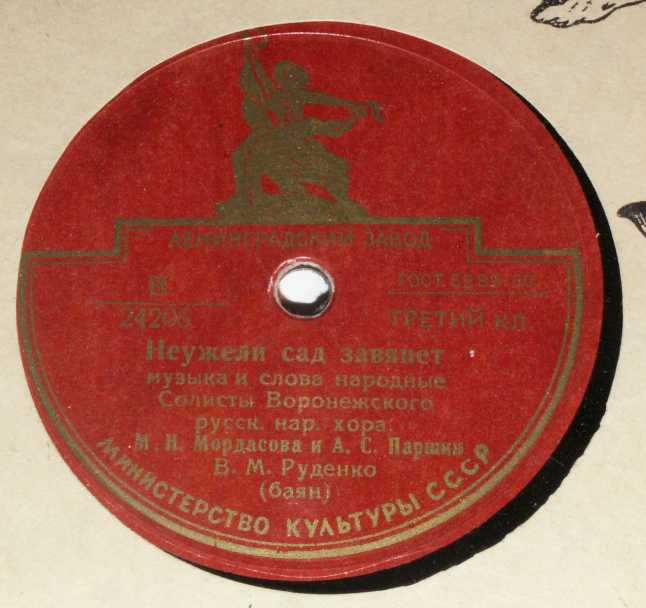 ЛЕНИНГРАДСКИЙ ЗАВОД
Н
24206
ГОСТ 5289-50
ТРЕТИЙ КЛ.
Неужели сад завянет
музыка и слова народные
Солисты Воронежского
русск. нар. хора:
М. Н. Мордасова и А. С. Паршин
В. М. Руденко
(баян)
МИНИСТЕРСТВО КУЛЬТУРЫ СССР